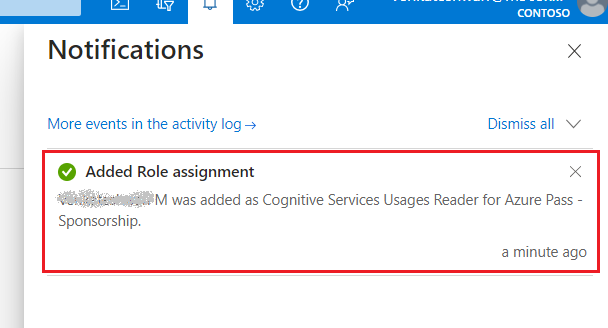 CONTOSO
Notifications
More events in the activity log →
Dismiss all
Added Role assignment
M was added as Cognitive Services Usages Reader for Azure Pass -
Sponsorship.
a minute ago